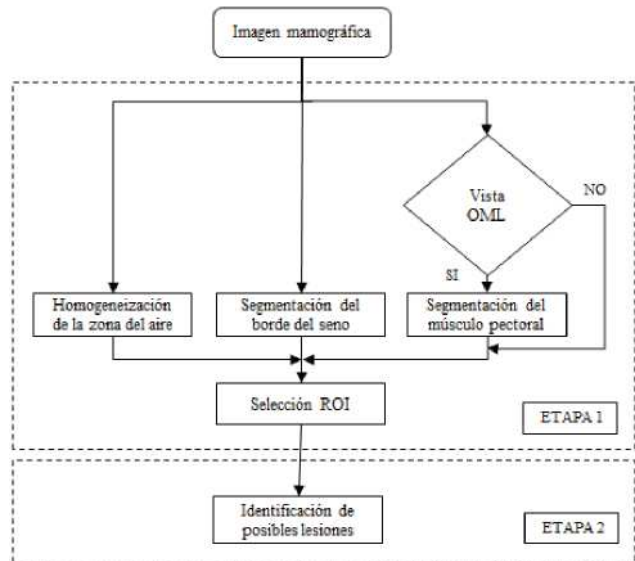 Imagen mamográfica
Vista
OML
NO
SI
Homogeneización
de la zona del aire
Segmentación del
borde del seno
Segmentación del
músculo pectoral
Selección ROI
ETAPA 1
Identificación de
posibles lesiones
ETAPA 2